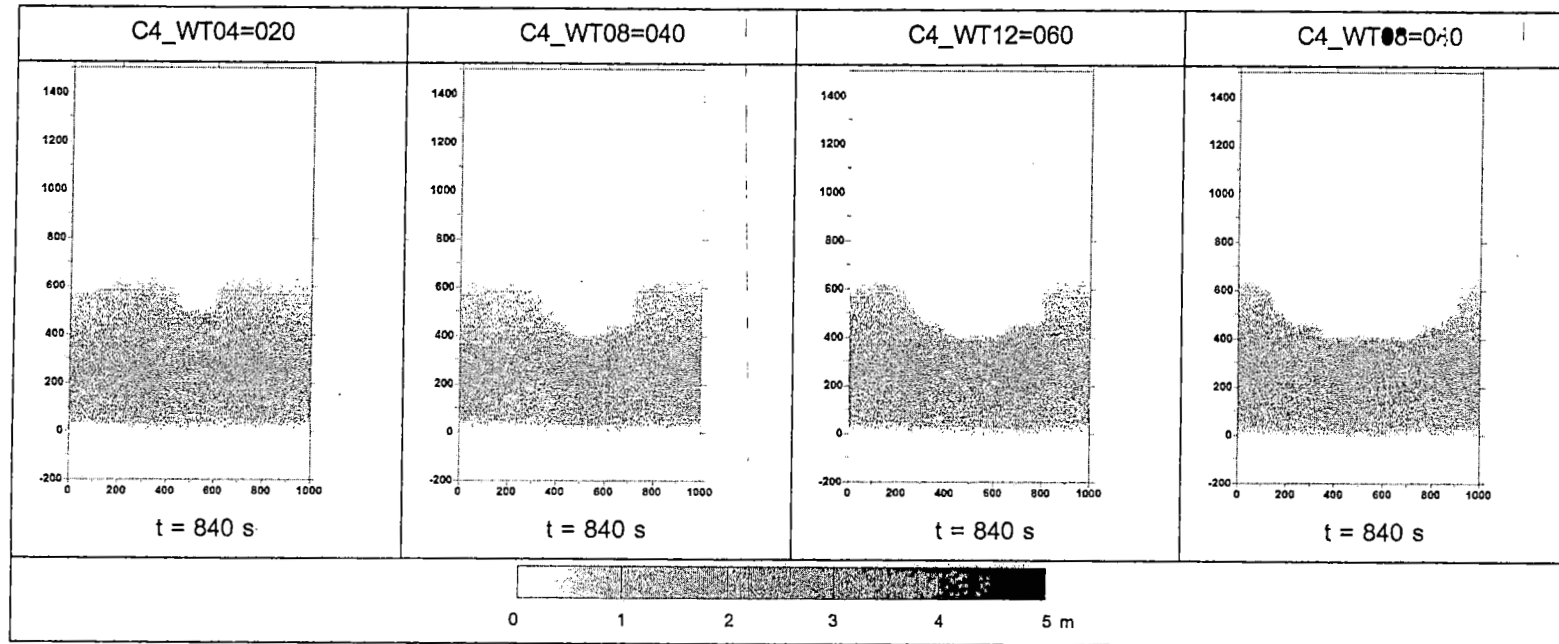 C4_WT04=020 C4_WT08=040 C4_WT12=060
1400 1400 1400 1400
1200 1200 1200 1200
1000 1000 1000 1000
800 800 800 800
600 600 600 600
400 400 400 400
200 200 200 200
0 0 0 0
-200 -200 -200 -200
0 200 400 600 800 1000 0 200 400 600 800 1000 0 200 400 600 800 1000 0 200 400 600 800 1000
t = 840 s t = 840 s t = 840 s t = 840 s
0 1 2 3 4 5 m